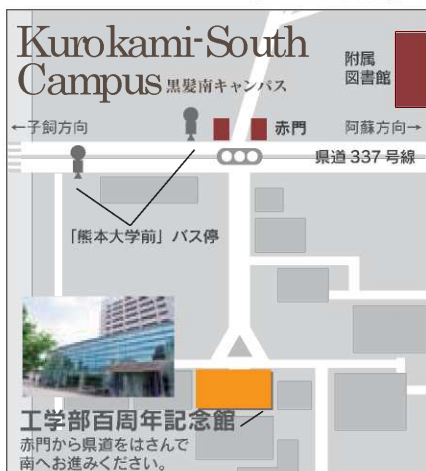 Kurokami-South
Campus 黒髪南キャンパス
附属
図書館
←子飼方向
赤門
阿蘇方向→
県道 337 号線
「熊本大学前」バス停
工学部百周年記念館
赤門から県道をはさんで
南へお進みください。